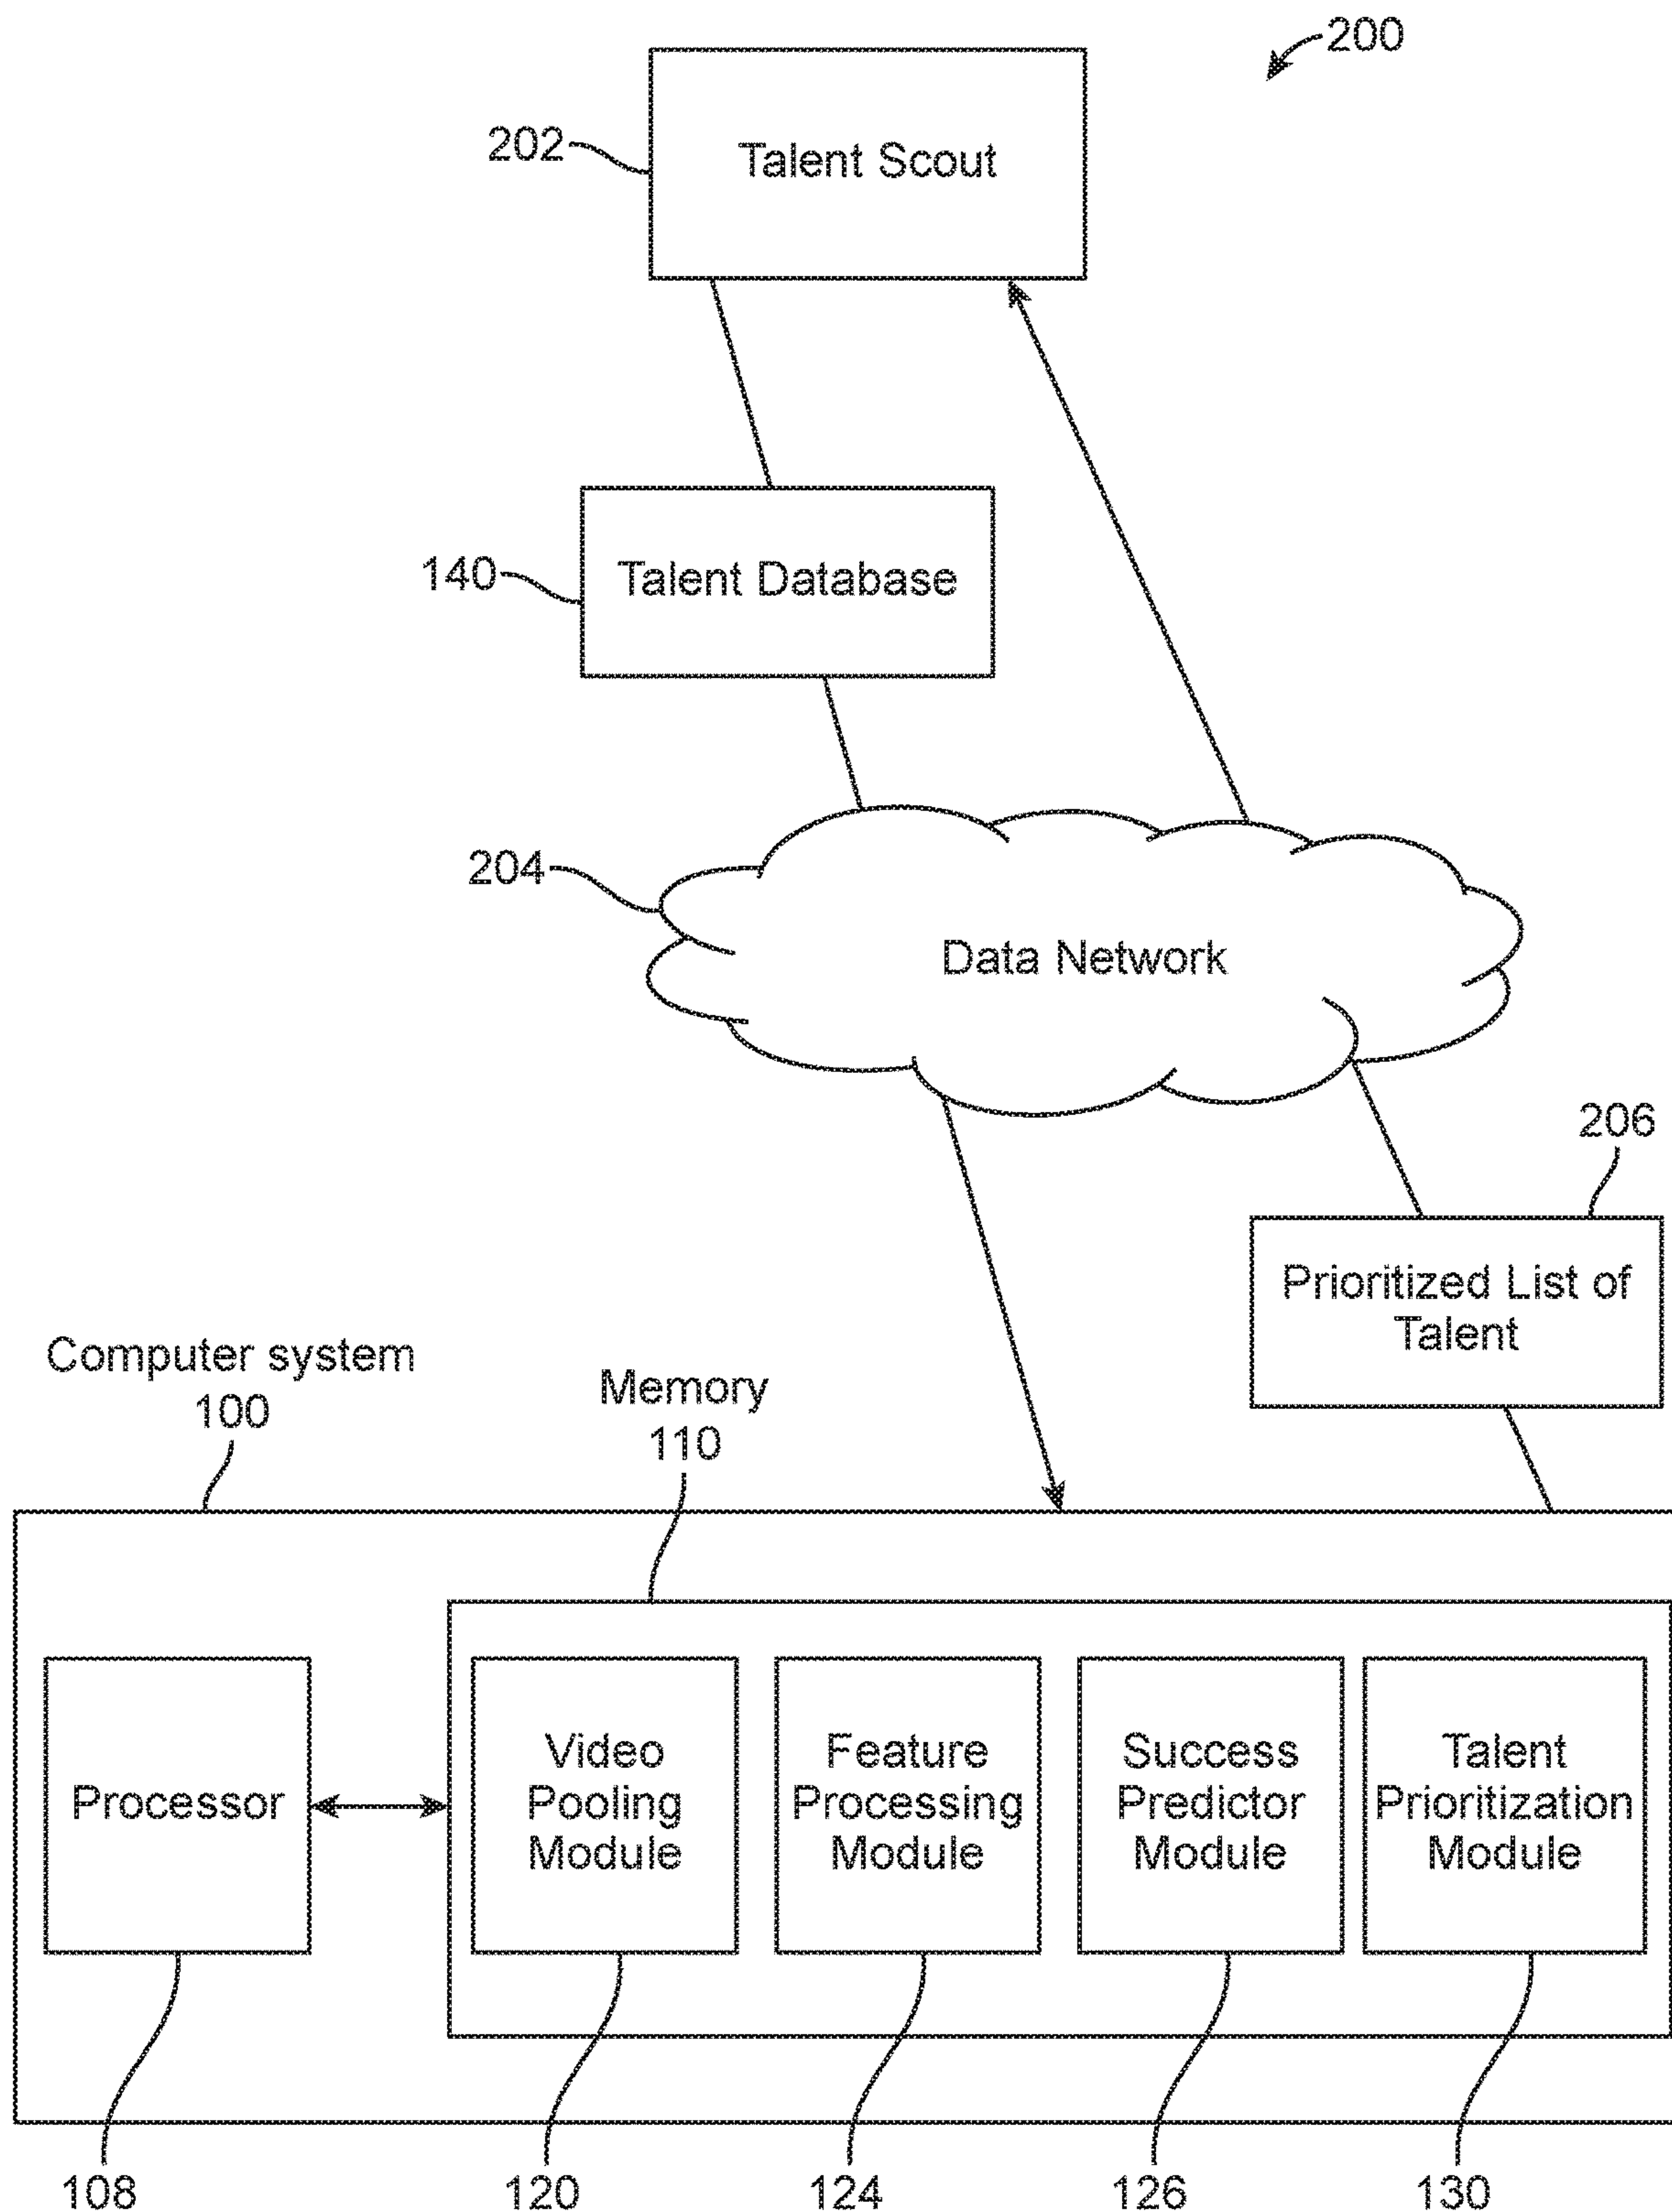 200
202
Talent Scout
140
Talent Database
204
Data Network
206
Prioritized List of
Talent
Computer system
100
Memory
110
Processor
Video
Pooling
Module
Feature
Processing
Module
Success
Predictor
Module
Talent
Prioritization
Module
108
120
124
126
130